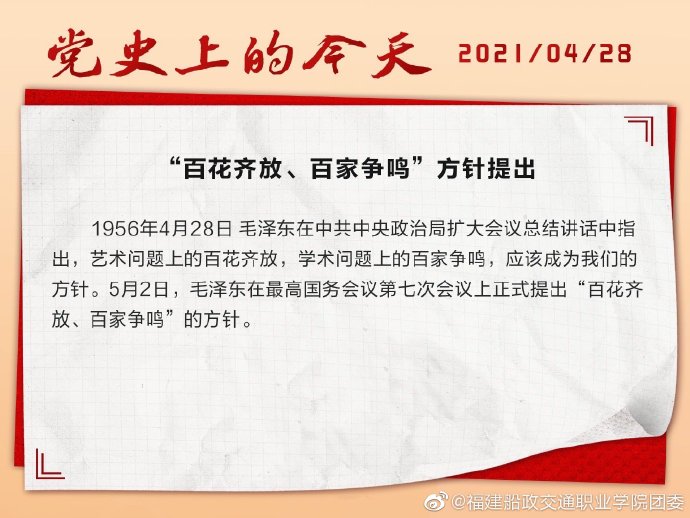 党史上的今天 2021/04/28
“百花齐放、百家争鸣”方针提出
1956年4月28日 毛泽东在中共中央政治局扩大会议总结讲话中指
出，艺术问题上的百花齐放，学术问题上的百家争鸣，应该成为我们的
方针。5月2日，毛泽东在最高国务会议第七次会议上正式提出“百花齐
放、百家争鸣”的方针。
@福建船政交通职业学院团委